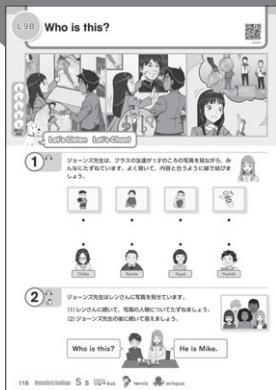 L9B
Who is this?
Let's Listen Let's Chant
1
ジョーンズ先生は、クラスの友達が1才のころの写真を見ながら、み
んなにたずねています。よく聞いて、内容と合うように線で結びま
しょう。
2
ジョーンズ先生はレンさんに写真を見せています。
(1) レンさんに続いて、写真の人物についてたずねましょう。
(2) ジョーンズ先生の後に続いて答えましょう。
Who is this?
He is Mike.
118
S s
bus
tennis
octopus